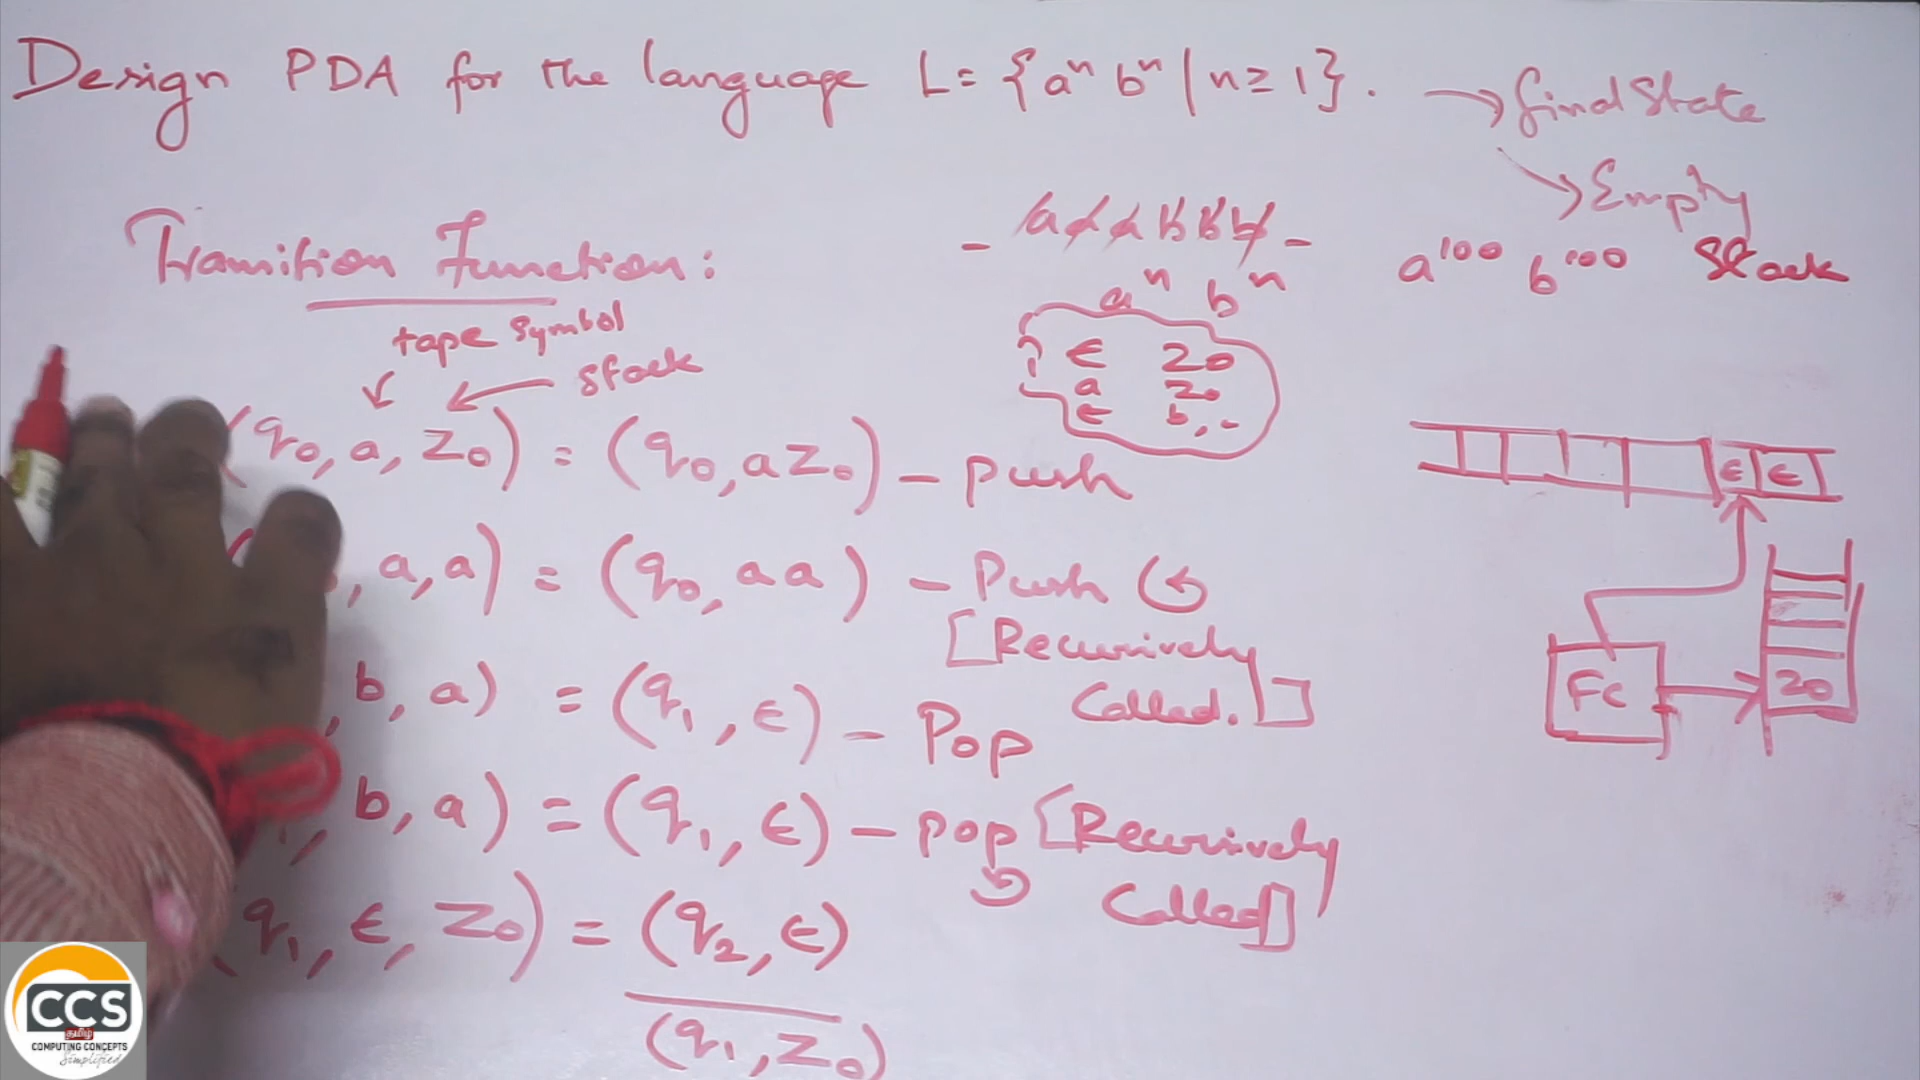 Design PDA for the language L = {aⁿ bⁿ | n ≥ 1}. → final state
→ Empty Stack
- a a a b b b -
a¹⁰⁰ b¹⁰⁰
Transition Function:
aⁿ bⁿ
tape symbol
stack
ε Z0
a Z0
ε b, -
(q0, a, Z0) = (q0, aZ0) - push
ε ε
, a, a) = (q0, aa) - Push
[Recursively Called.]
, b, a) = (q1, ε) - Pop
FC
Z0
, b, a) = (q1, ε) - pop [Recursively Called]
(q1, ε, Z0) = (q2, ε)
(q1, Z0)
CCS
தமிழ்
COMPUTING CONCEPTS
Simplified